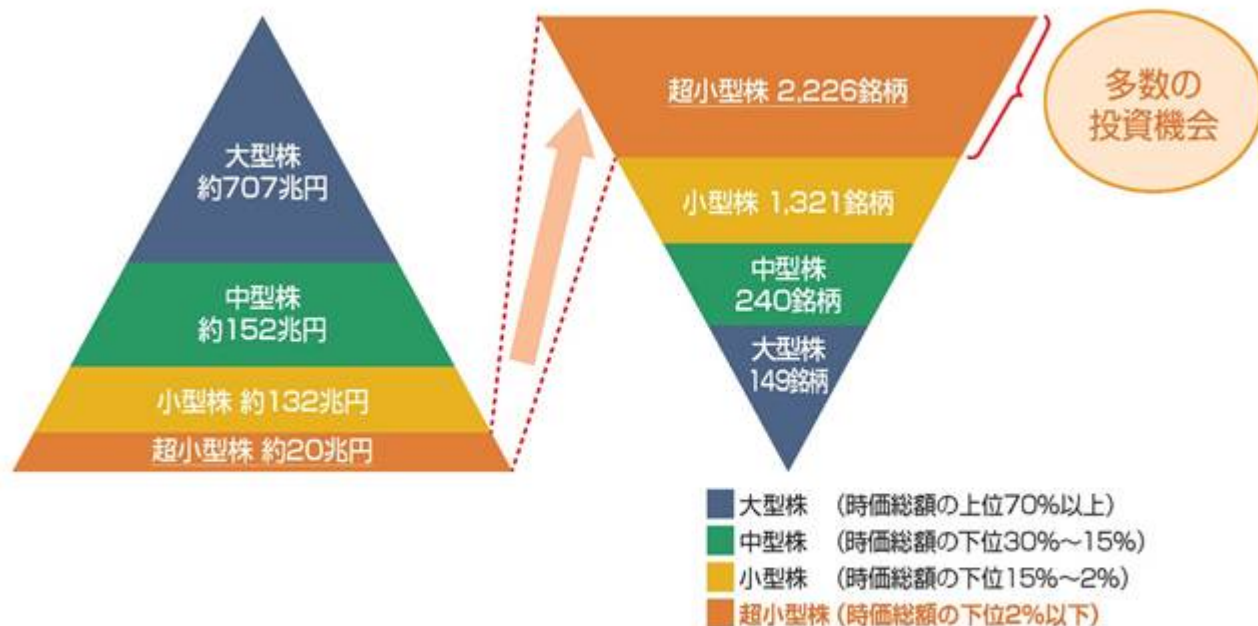 大型株
約707兆円
中型株
約152兆円
小型株 約132兆円
超小型株 約20兆円
超小型株 2,226銘柄
小型株 1,321銘柄
中型株
240銘柄
大型株
149銘柄
多数の
投資機会
大型株 (時価総額の上位70%以上)
中型株 (時価総額の下位30%~15%)
小型株 (時価総額の下位15%~2%)
超小型株 (時価総額の下位2%以下)